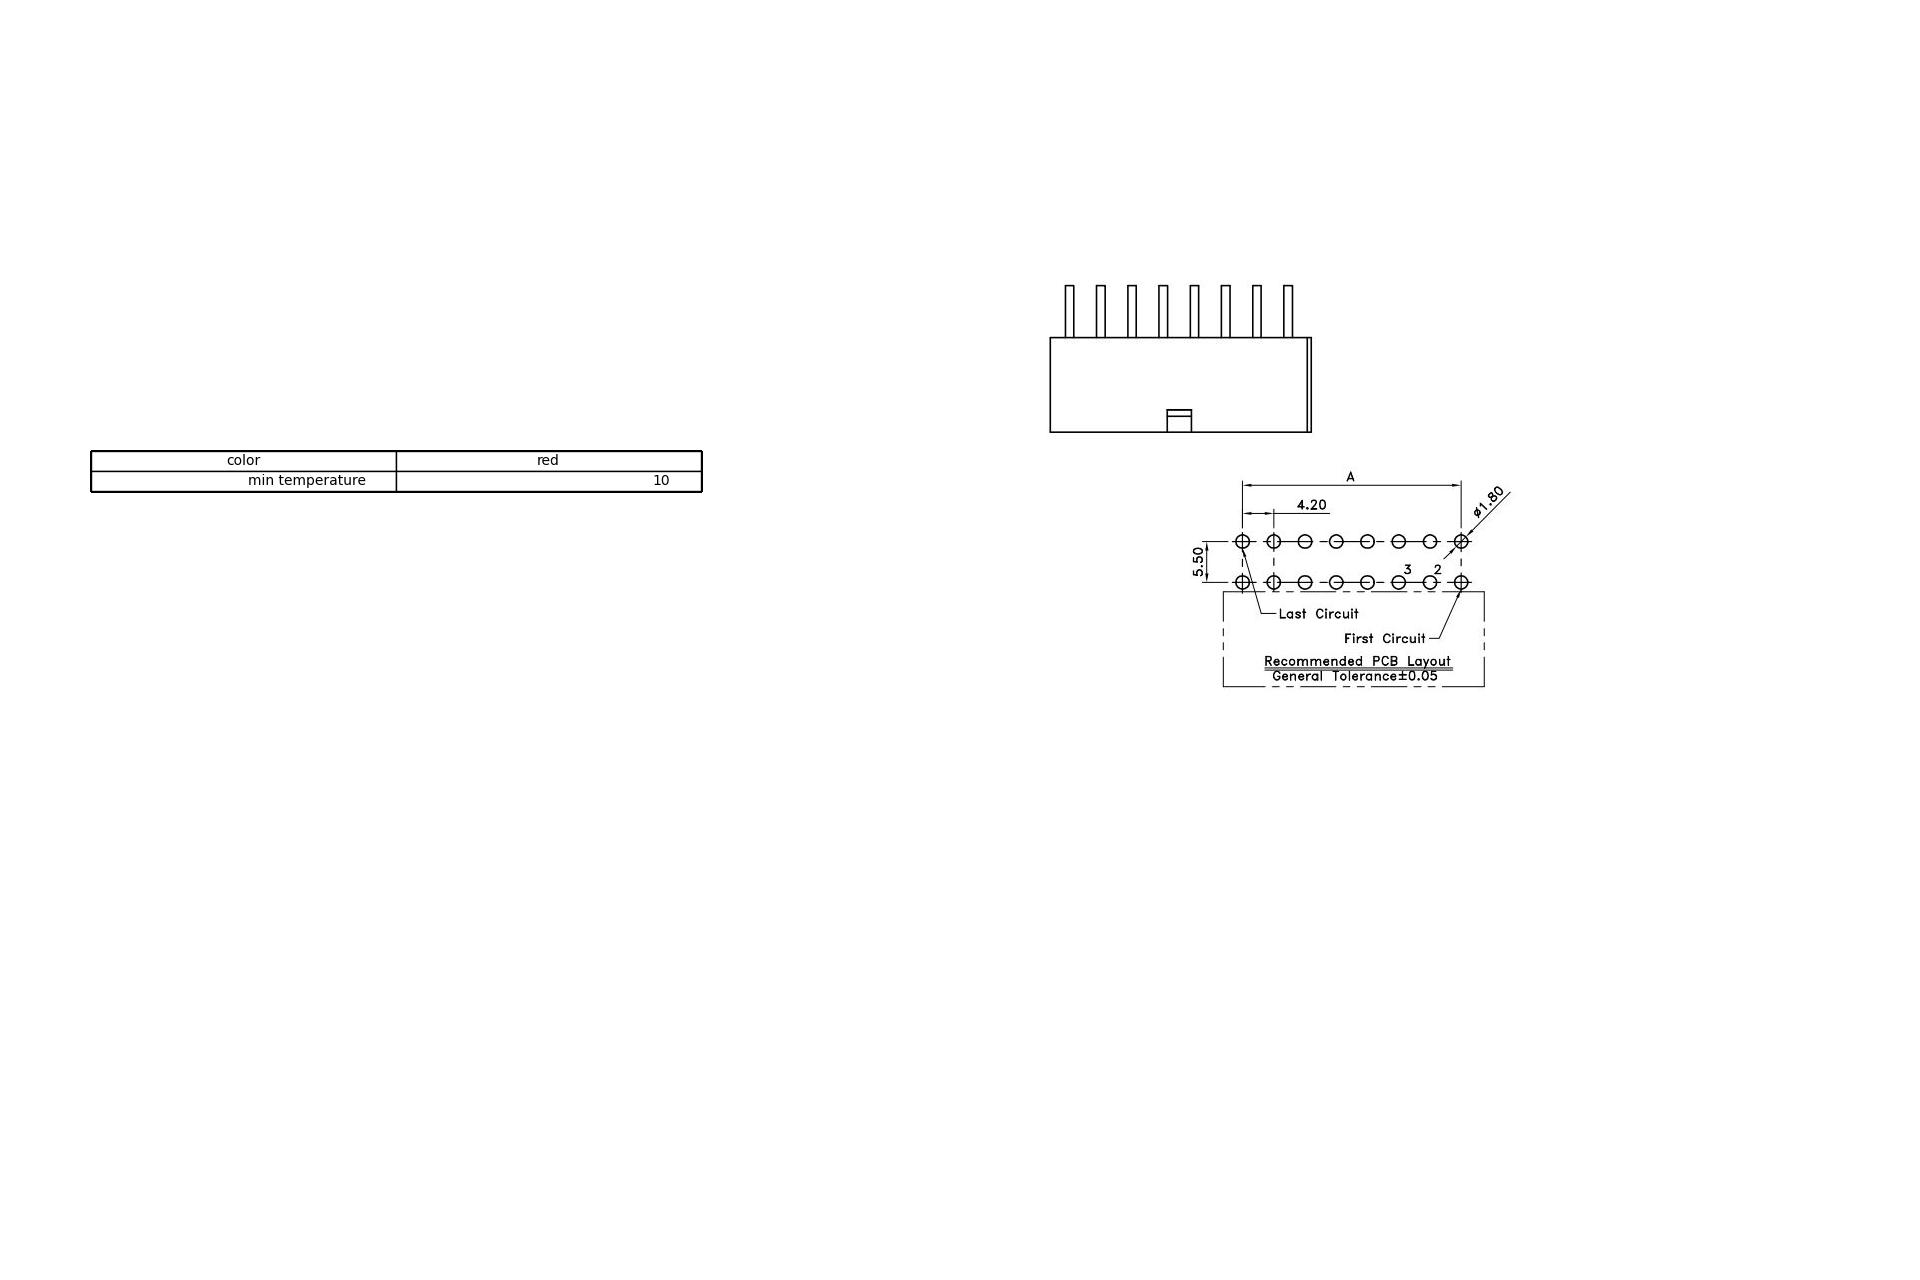 color red
min temperature 10
A
4.20
ø1.80
5.50
3 2
Last Circuit
First Circuit
Recommended PCB Layout
General Tolerance±0.05